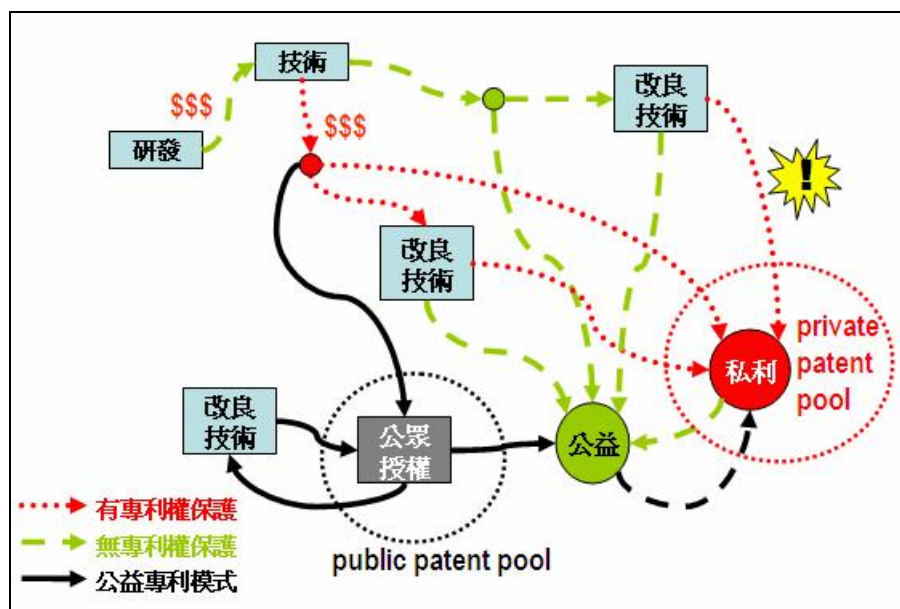 技術
$$$
研發
$$$
改良
技術
!
改良
技術
private
patent
pool
私利
改良
技術
公眾
授權
公益
有專利權保護
無專利權保護
公益專利模式
public patent pool